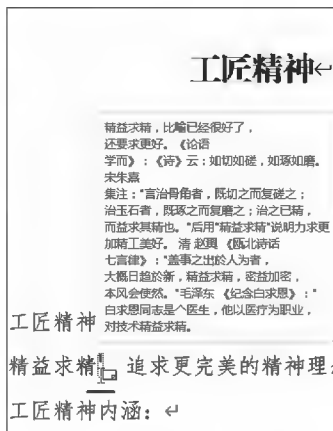 工匠精神↵
精益求精，比喻已经很好了，
还要求更好。《论语
学而》：《诗》云：如切如磋，如琢如磨。
宋朱熹
集注："言治骨角者，既切之而复磋之；
治玉石者，既琢之而复磨之；治之已精，
而益求其精也。"后用"精益求精"说明力求更
加精工美好。 清 赵翼 《瓯北诗话
七言律》："盖事之出於人为者，
大概日趋於新，精益求精，密益加密，
本风会使然。"毛泽东 《纪念白求恩》："
白求恩同志是个医生，他以医疗为职业，
对技术精益求精。
工匠精神
精益求精 追求更完美的精神理
工匠精神内涵：↵